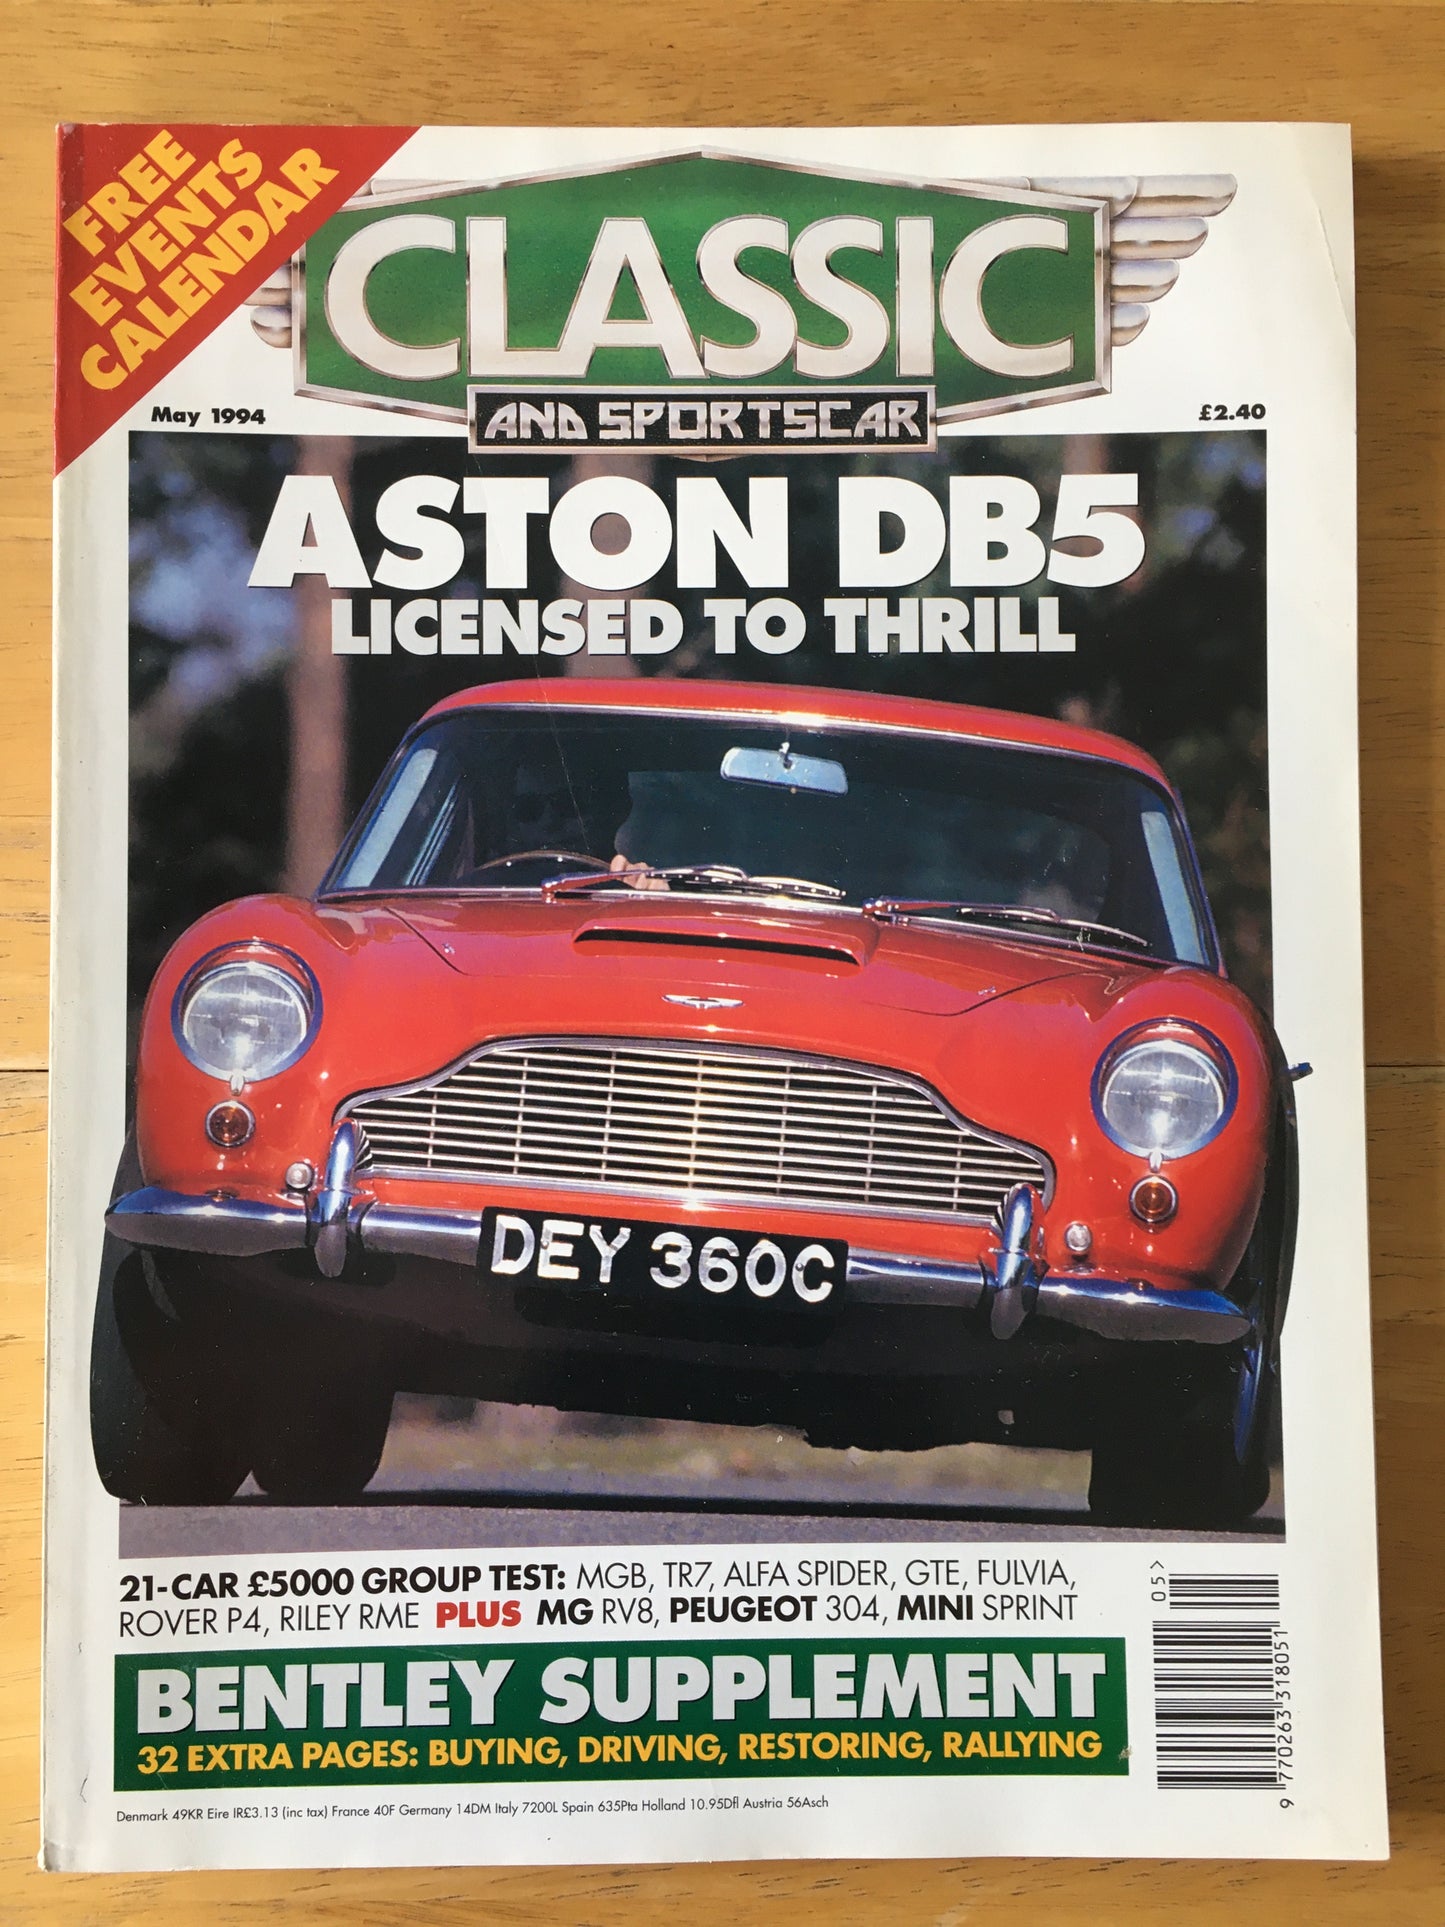 FREE
EVENTS
CALENDAR
CLASSIC
AND SPORTSCAR
May 1994
£2.40
ASTON DB5
LICENSED TO THRILL
DEY 360C
21-CAR £5000 GROUP TEST: MGB, TR7, ALFA SPIDER, GTE, FULVIA,
ROVER P4, RILEY RME PLUS MG RV8, PEUGEOT 304, MINI SPRINT
BENTLEY SUPPLEMENT
32 EXTRA PAGES: BUYING, DRIVING, RESTORING, RALLYING
Denmark 49KR Eire IR£3.13 (inc tax) France 40F Germany 14DM Italy 7200L Spain 635Pta Holland 10.95Dfl Austria 56Asch
05>
9 770263 318051